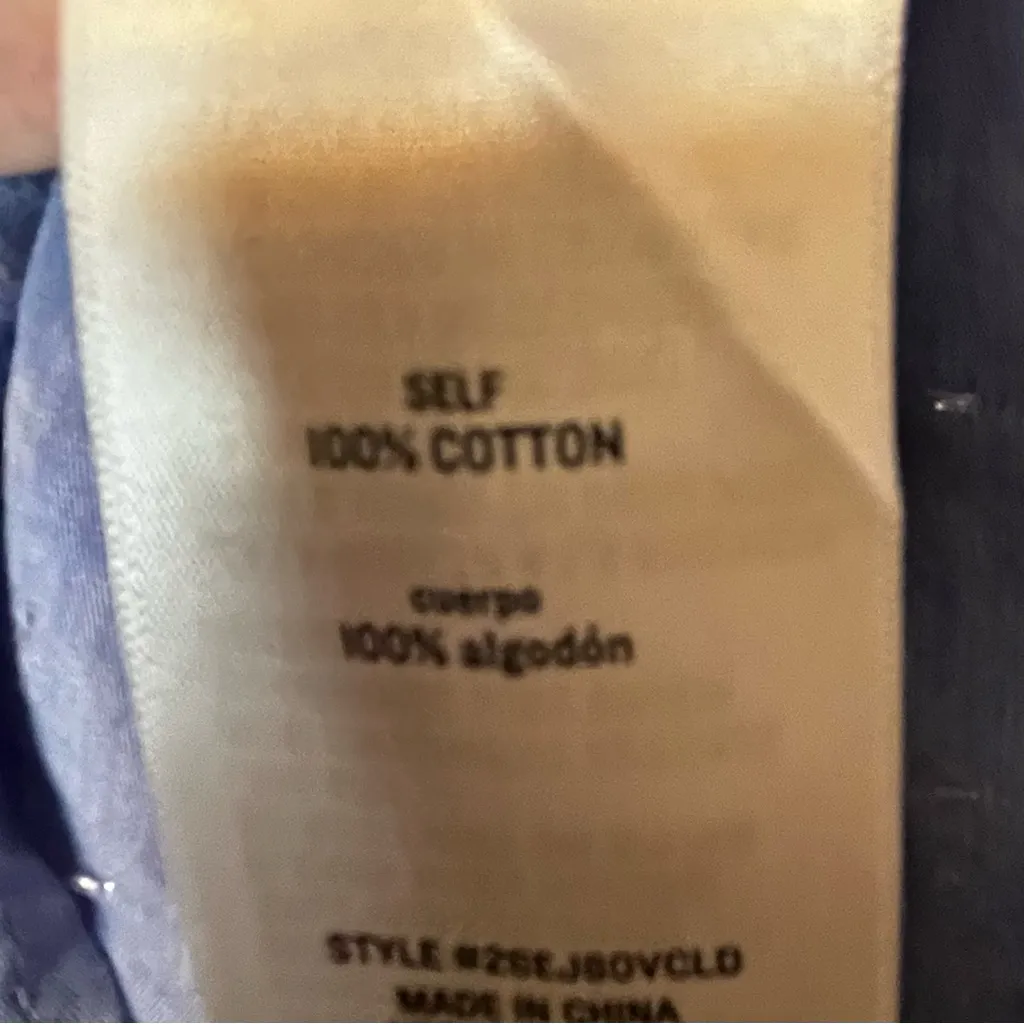 SELF
100% COTTON
cuerpo
100% algodón
STYLE
MADE IN CHINA